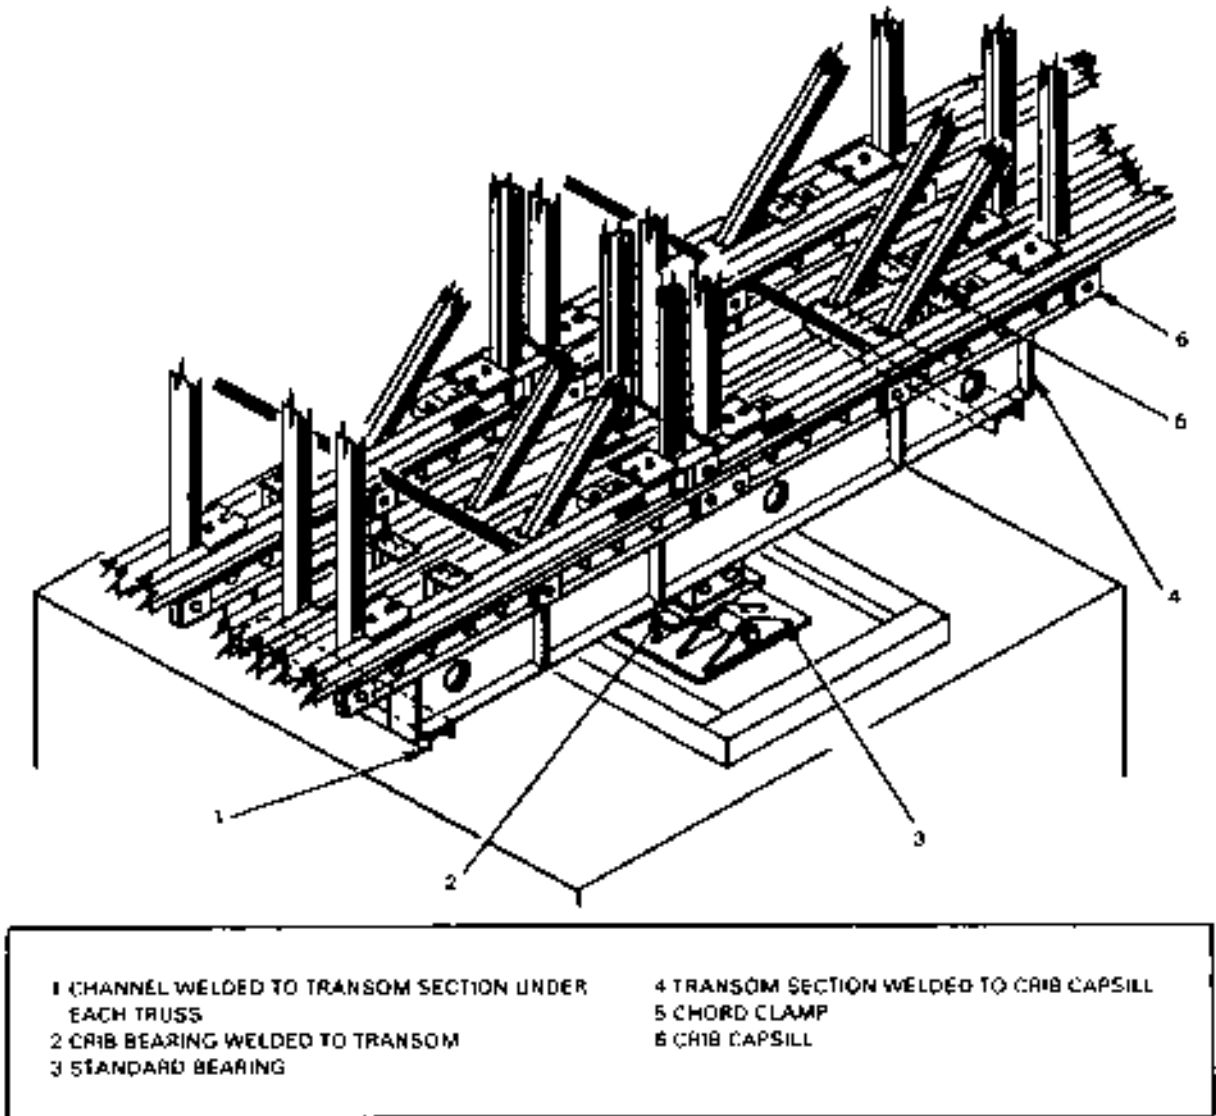 6
5
4
1
3
2
1 CHANNEL WELDED TO TRANSOM SECTION UNDER
EACH TRUSS
2 CRIB BEARING WELDED TO TRANSOM
3 STANDARD BEARING
4 TRANSOM SECTION WELDED TO CRIB CAPSILL
5 CHORD CLAMP
6 CRIB CAPSILL